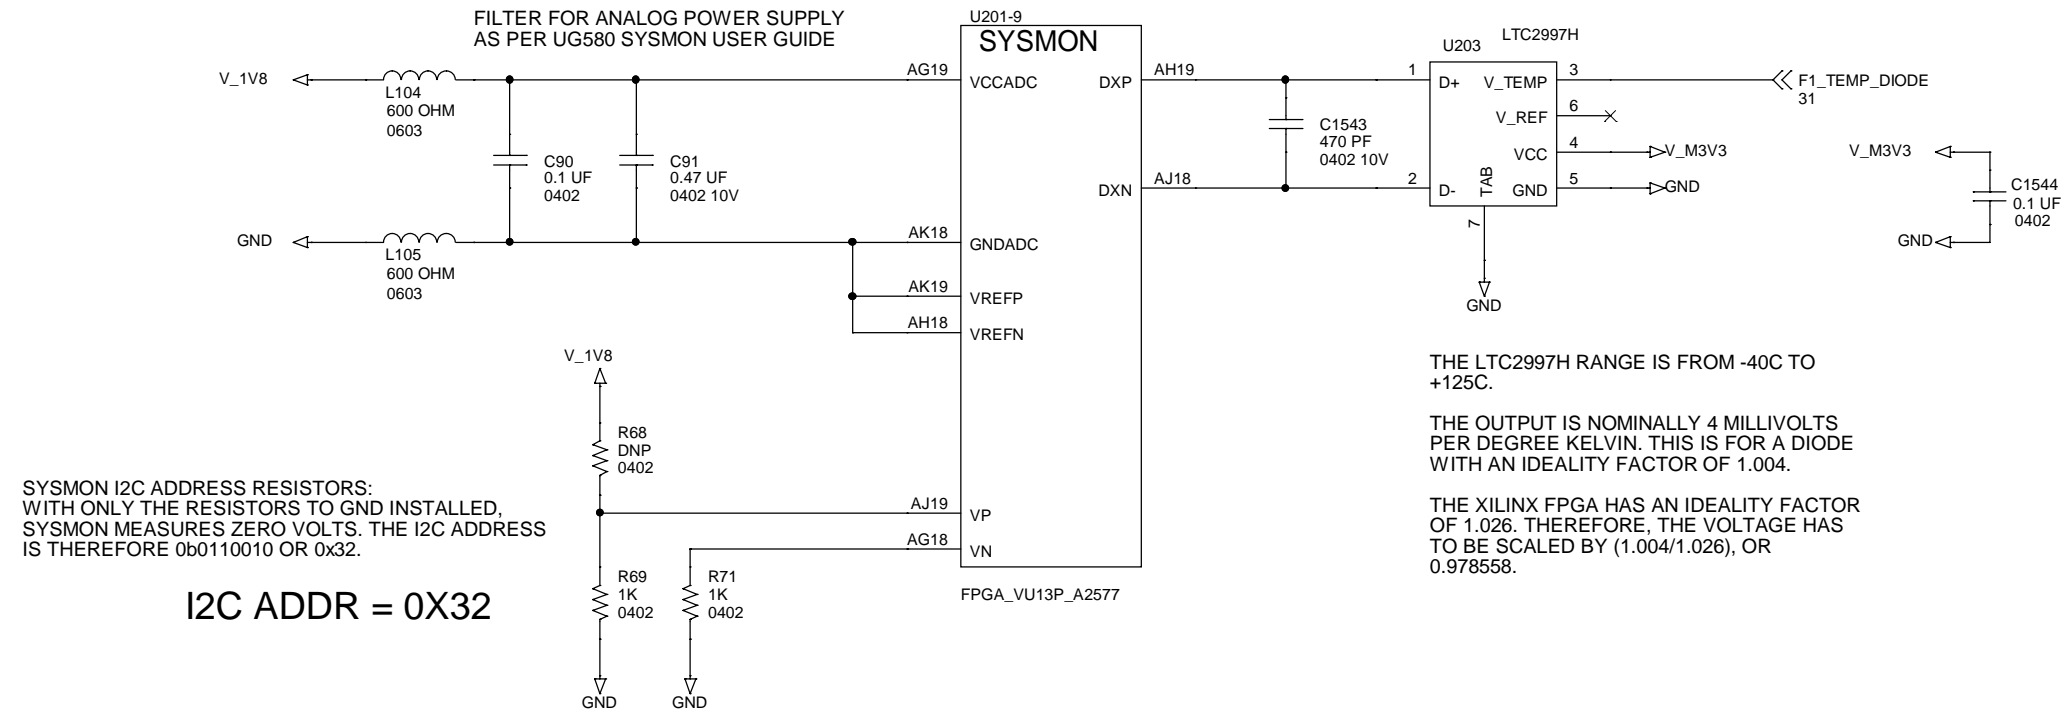 FILTER FOR ANALOG POWER SUPPLY
AS PER UG580 SYSMON USER GUIDE
V_1V8
L104
600 OHM
0603
C90
0.1 UF
0402
C91
0.47 UF
0402 10V
GND
L105
600 OHM
0603
U201-9
SYSMON
AG19
VCCADC
AK18
GNDADC
AK19
VREFP
AH18
VREFN
AJ19
VP
AG18
VN
DXP
AH19
DXN
AJ18
FPGA_VU13P_A2577
C1543
470 PF
0402 10V
U203
LTC2997H
1
D+
2
D-
V_TEMP
3
V_REF
6
VCC
4
GND
5
TAB
7
GND
F1_TEMP_DIODE
31
V_M3V3
GND
V_M3V3
C1544
0.1 UF
0402
GND
V_1V8
R68
DNP
0402
R69
1K
0402
GND
R71
1K
0402
GND
SYSMON I2C ADDRESS RESISTORS:
WITH ONLY THE RESISTORS TO GND INSTALLED,
SYSMON MEASURES ZERO VOLTS. THE I2C ADDRESS
IS THEREFORE 0b0110010 OR 0x32.
I2C ADDR = 0X32
THE LTC2997H RANGE IS FROM -40C TO
+125C.
THE OUTPUT IS NOMINALLY 4 MILLIVOLTS
PER DEGREE KELVIN. THIS IS FOR A DIODE
WITH AN IDEALITY FACTOR OF 1.004.
THE XILINX FPGA HAS AN IDEALITY FACTOR
OF 1.026. THEREFORE, THE VOLTAGE HAS
TO BE SCALED BY (1.004/1.026), OR
0.978558.